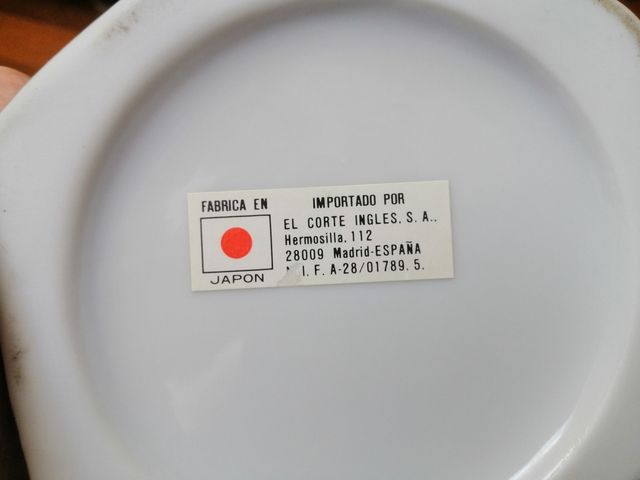 FABRICA EN
JAPON
IMPORTADO POR
EL CORTE INGLES, S. A.,
Hermosilla, 112
28009 Madrid-ESPAÑA
N. I. F. A-28/01789. 5.